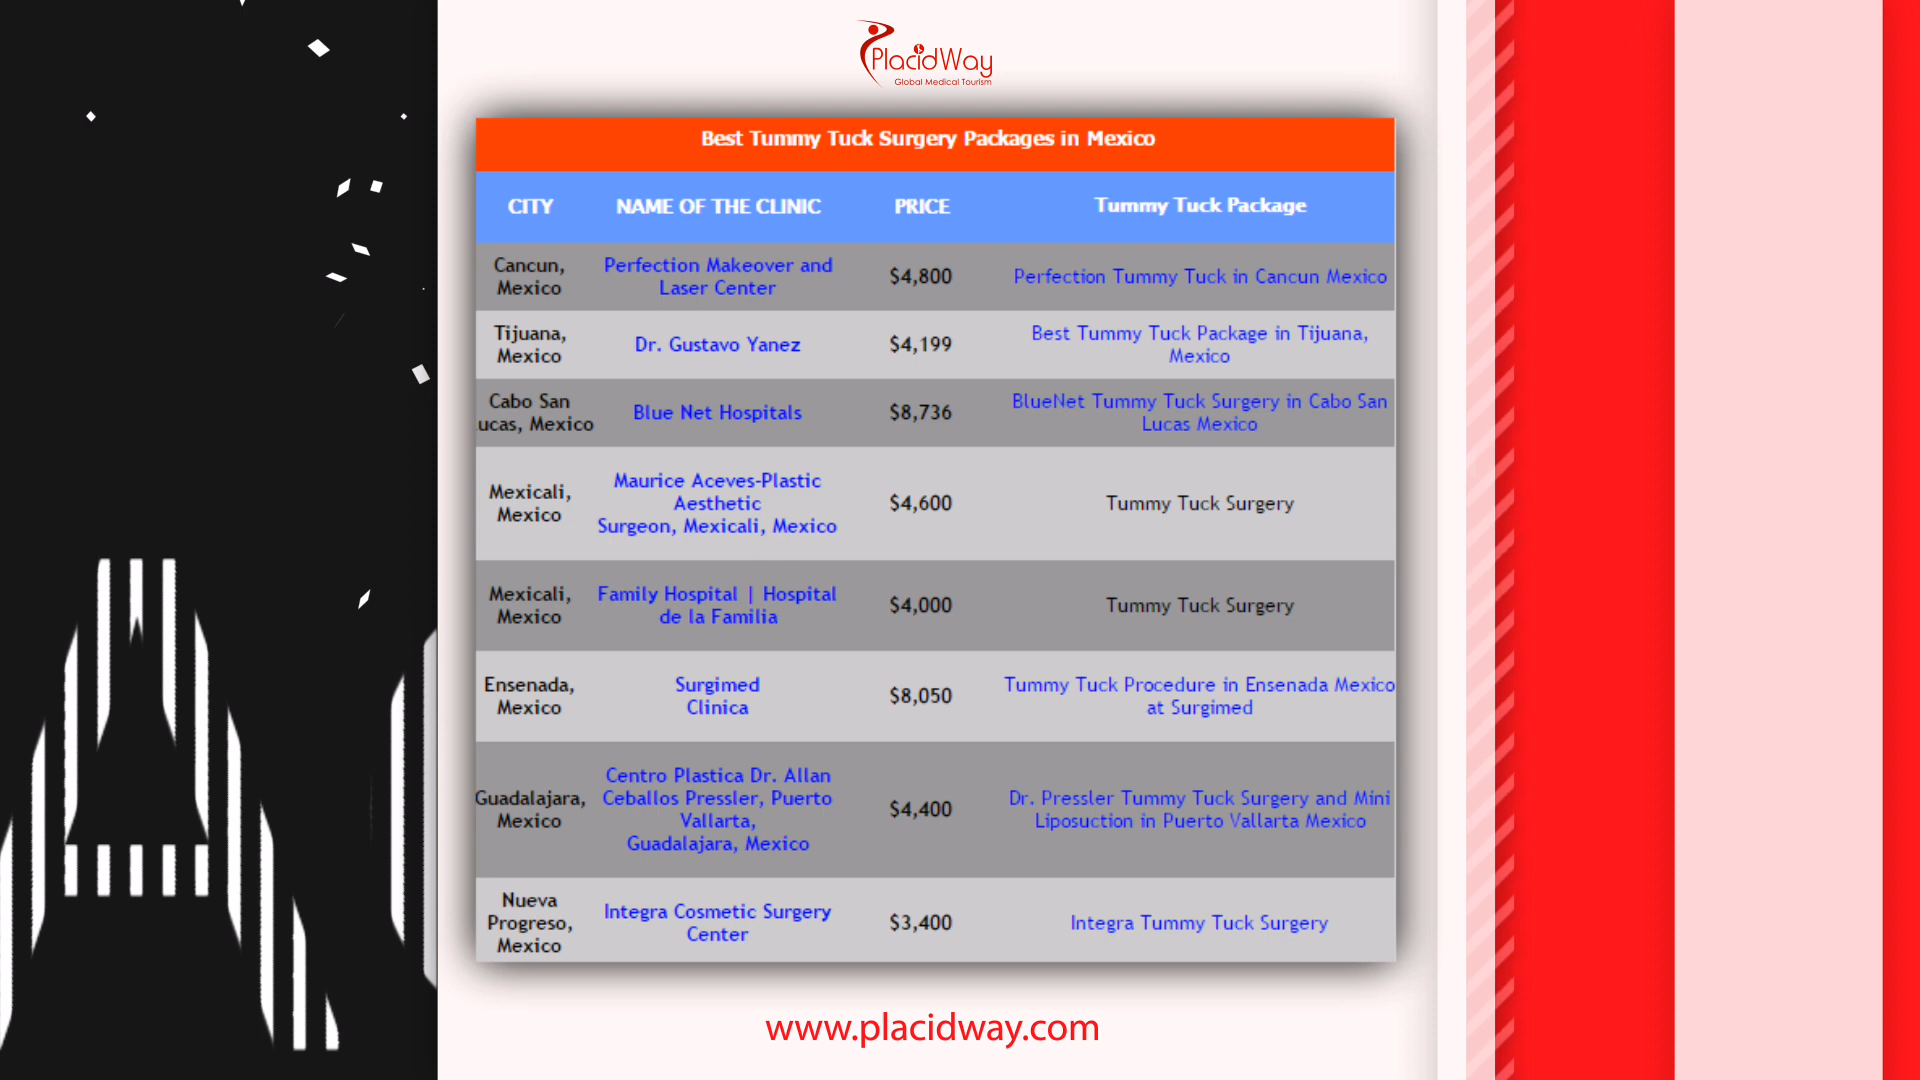 PlacidWay
Global Medical Tourism
Best Tummy Tuck Surgery Packages in Mexico
CITY NAME OF THE CLINIC PRICE Tummy Tuck Package
Cancun,
Mexico
Perfection Makeover and
Laser Center
$4,800
Perfection Tummy Tuck in Cancun Mexico
Tijuana,
Mexico
Dr. Gustavo Yanez
$4,199
Best Tummy Tuck Package in Tijuana,
Mexico
Cabo San
ucas, Mexico
Blue Net Hospitals
$8,736
BlueNet Tummy Tuck Surgery in Cabo San
Lucas Mexico
Mexicali,
Mexico
Maurice Aceves-Plastic
Aesthetic
Surgeon, Mexicali, Mexico
$4,600
Tummy Tuck Surgery
Mexicali,
Mexico
Family Hospital | Hospital
de la Familia
$4,000
Tummy Tuck Surgery
Ensenada,
Mexico
Surgimed
Clinica
$8,050
Tummy Tuck Procedure in Ensenada Mexico
at Surgimed
Guadalajara,
Mexico
Centro Plastica Dr. Allan
Ceballos Pressler, Puerto
Vallarta,
Guadalajara, Mexico
$4,400
Dr. Pressler Tummy Tuck Surgery and Mini
Liposuction in Puerto Vallarta Mexico
Nueva
Progreso,
Mexico
Integra Cosmetic Surgery
Center
$3,400
Integra Tummy Tuck Surgery
www.placidway.com